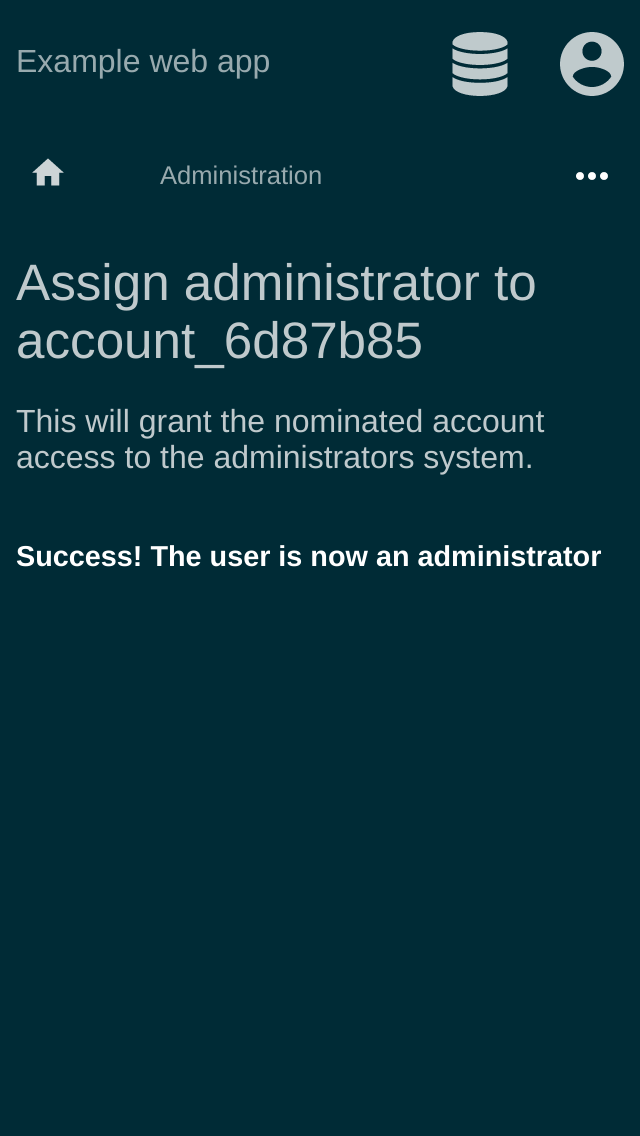 Example web app
Administration
Assign administrator to
account_6d87b85
This will grant the nominated account
access to the administrators system.
Success! The user is now an administrator